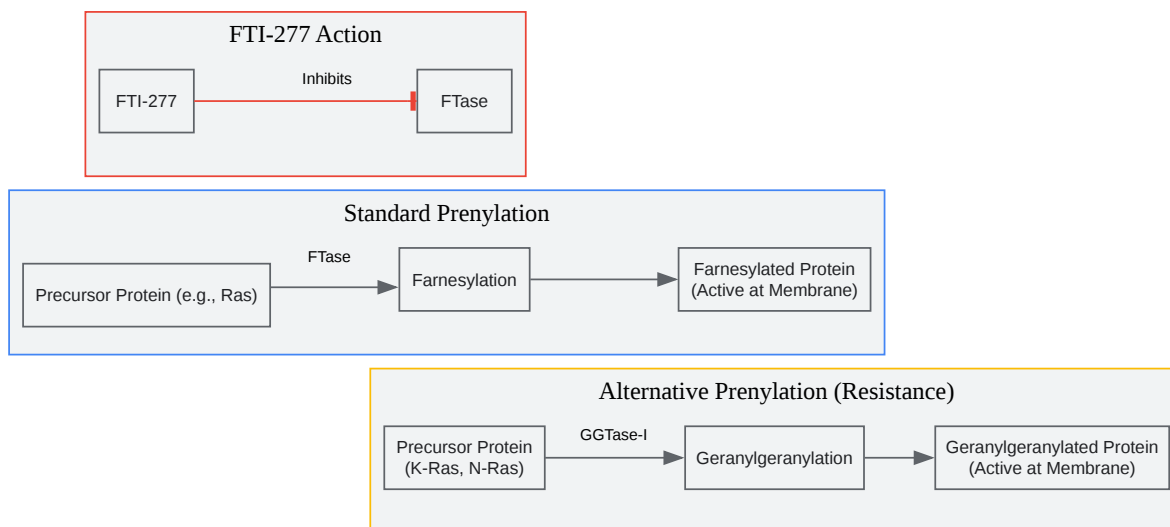 FTI-277 Action
Inhibits
FTI-277
FTase
Standard Prenylation
FTase
Precursor Protein (e.g., Ras)
Farnesylation
Farnesylated Protein
(Active at Membrane)
Alternative Prenylation (Resistance)
GGTase-I
Precursor Protein
(K-Ras, N-Ras)
Geranylgeranylation
Geranylgeranylated Protein
(Active at Membrane)